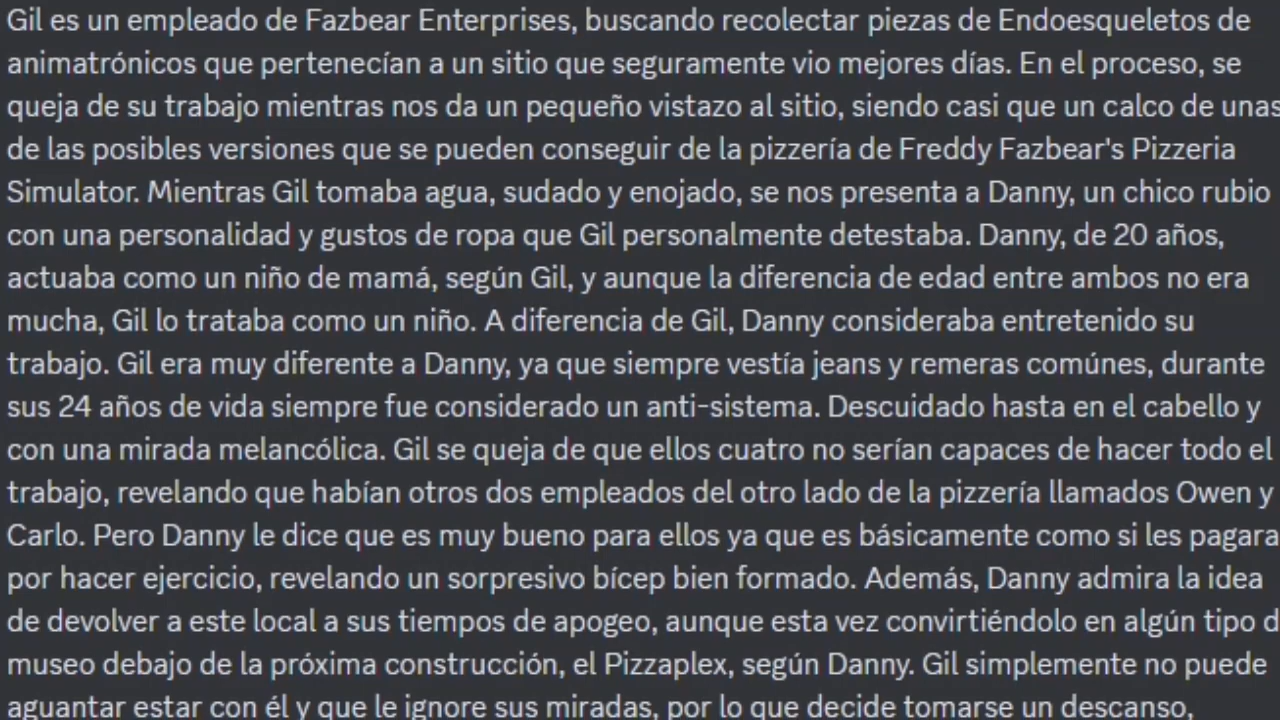 Gil es un empleado de Fazbear Enterprises, buscando recolectar piezas de Endoesqueletos de
animatrónicos que pertenecían a un sitio que seguramente vio mejores días. En el proceso, se
queja de su trabajo mientras nos da un pequeño vistazo al sitio, siendo casi que un calco de unas
de las posibles versiones que se pueden conseguir de la pizzería de Freddy Fazbear's Pizzeria
Simulator. Mientras Gil tomaba agua, sudado y enojado, se nos presenta a Danny, un chico rubio
con una personalidad y gustos de ropa que Gil personalmente detestaba. Danny, de 20 años,
actuaba como un niño de mamá, según Gil, y aunque la diferencia de edad entre ambos no era
mucha, Gil lo trataba como un niño. A diferencia de Gil, Danny consideraba entretenido su
trabajo. Gil era muy diferente a Danny, ya que siempre vestía jeans y remeras comúnes, durante
sus 24 años de vida siempre fue considerado un anti-sistema. Descuidado hasta en el cabello y
con una mirada melancólica. Gil se queja de que ellos cuatro no serían capaces de hacer todo el
trabajo, revelando que habían otros dos empleados del otro lado de la pizzería llamados Owen y
Carlo. Pero Danny le dice que es muy bueno para ellos ya que es básicamente como si les pagara
por hacer ejercicio, revelando un sorpresivo bícep bien formado. Además, Danny admira la idea
de devolver a este local a sus tiempos de apogeo, aunque esta vez convirtiéndolo en algún tipo d
museo debajo de la próxima construcción, el Pizzaplex, según Danny. Gil simplemente no puede
aguantar estar con él y que le ignore sus miradas, por lo que decide tomarse un descanso,